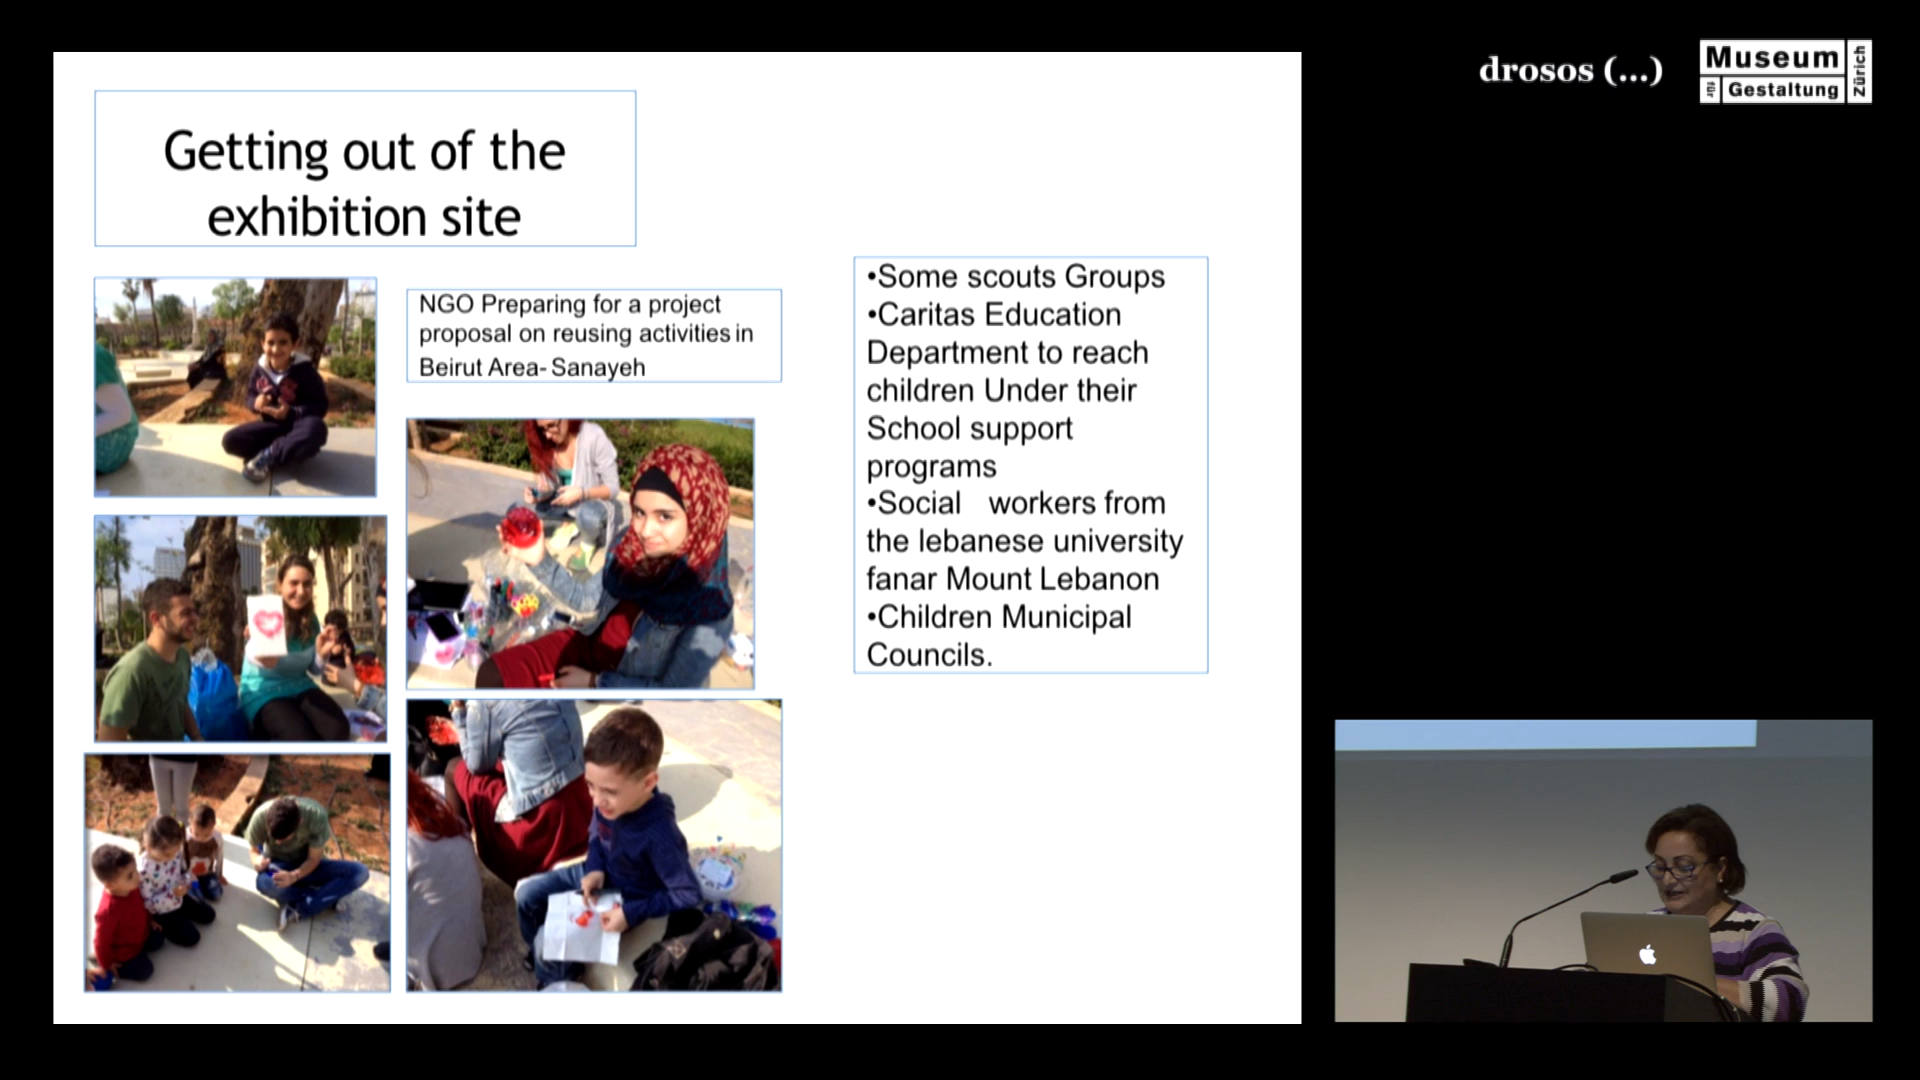 drosos (...)
Museum
für Gestaltung
Zürich
Getting out of the
exhibition site
NGO Preparing for a project
proposal on reusing activities in
Beirut Area- Sanayeh
•Some scouts Groups
•Caritas Education
Department to reach
children Under their
School support
programs
•Social workers from
the lebanese university
fanar Mount Lebanon
•Children Municipal
Councils.